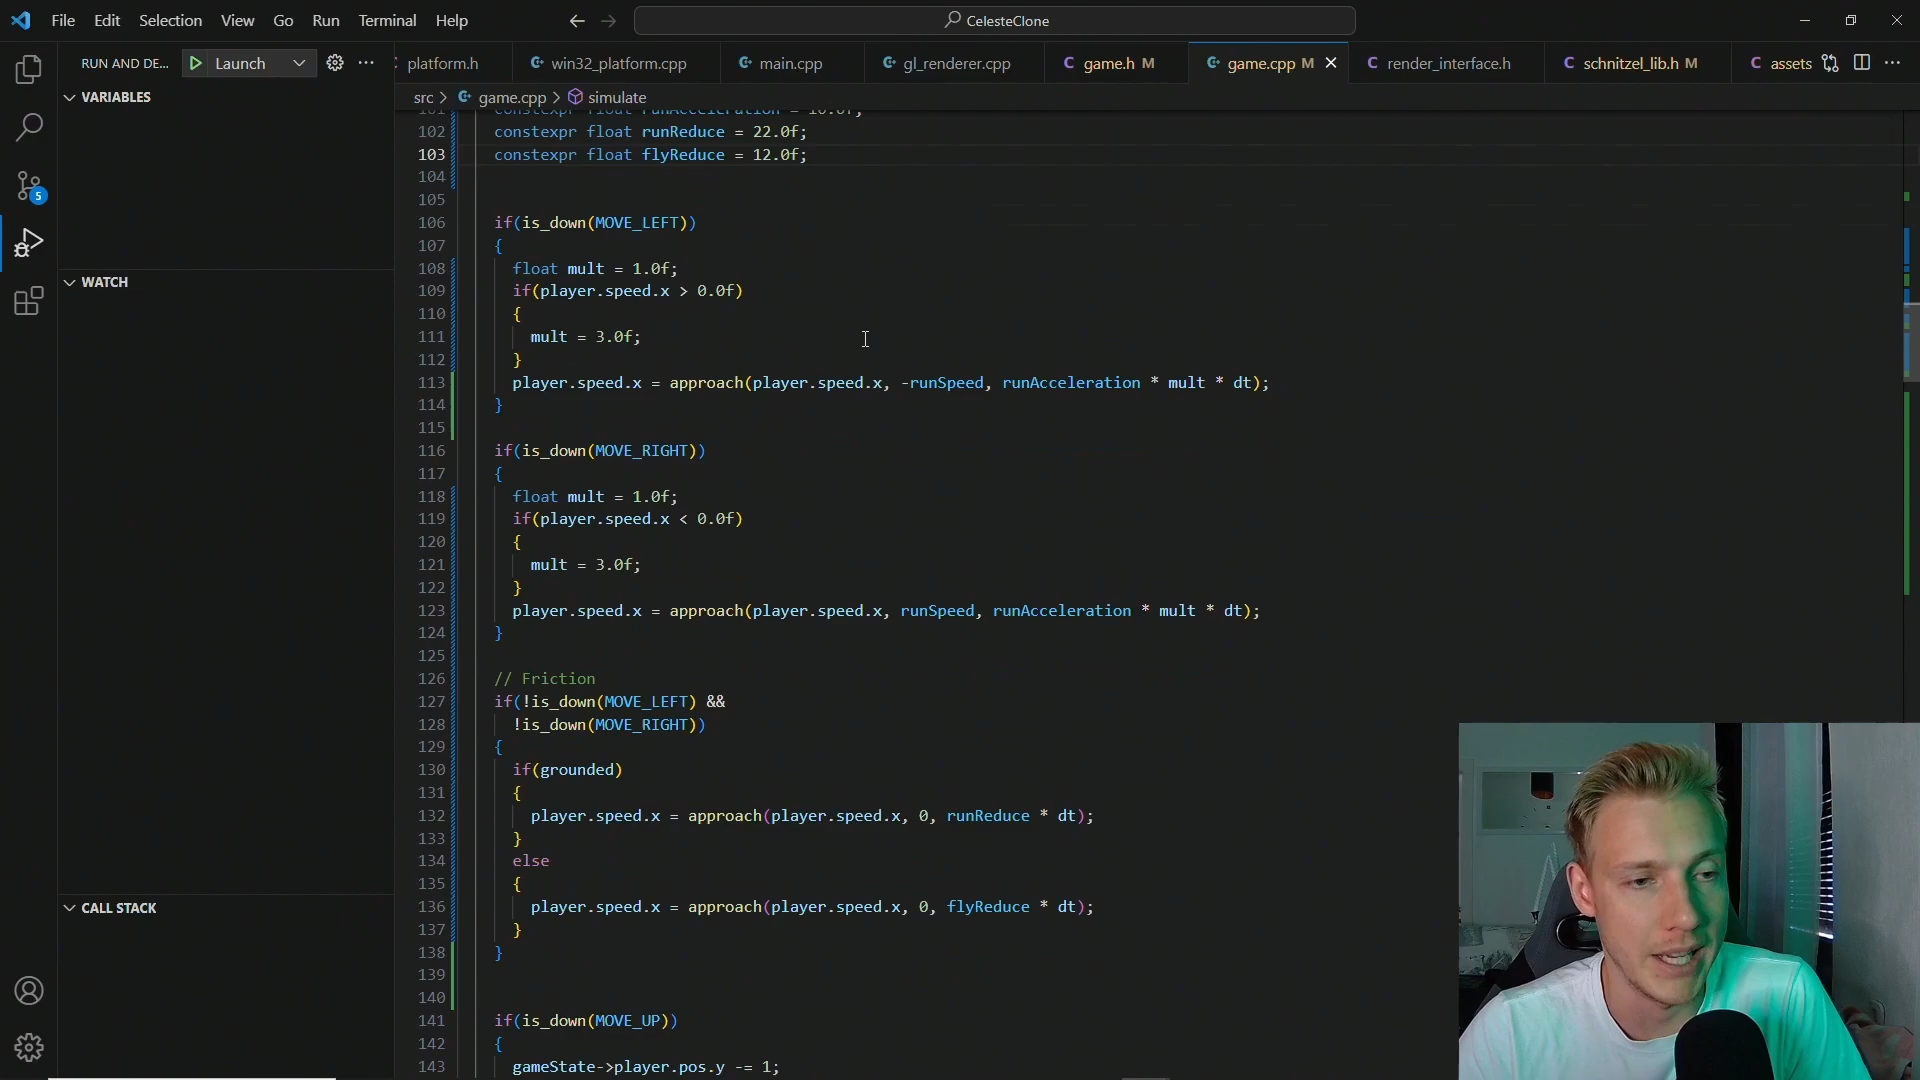 File Edit Selection View Go Run Terminal Help
CelesteClone
RUN AND DE... Launch
platform.h win32_platform.cpp main.cpp gl_renderer.cpp game.h M game.cpp M render_interface.h schnitzel_lib.h M assets
VARIABLES
src > game.cpp > simulate
101 constexpr float runAcceleration = 10.0f;
102 constexpr float runReduce = 22.0f;
103 constexpr float flyReduce = 12.0f;
104
105
106 if(is_down(MOVE_LEFT))
107 {
108 float mult = 1.0f;
109 if(player.speed.x > 0.0f)
110 {
111 mult = 3.0f;
112 }
113 player.speed.x = approach(player.speed.x, -runSpeed, runAcceleration * mult * dt);
114 }
115
116 if(is_down(MOVE_RIGHT))
117 {
118 float mult = 1.0f;
119 if(player.speed.x < 0.0f)
120 {
121 mult = 3.0f;
122 }
123 player.speed.x = approach(player.speed.x, runSpeed, runAcceleration * mult * dt);
124 }
125
126 // Friction
127 if(!is_down(MOVE_LEFT) &&
128 !is_down(MOVE_RIGHT))
129 {
130 if(grounded)
131 {
132 player.speed.x = approach(player.speed.x, 0, runReduce * dt);
133 }
134 else
135 {
136 player.speed.x = approach(player.speed.x, 0, flyReduce * dt);
137 }
138 }
139
140
141 if(is_down(MOVE_UP))
142 {
143 gameState->player.pos.y -= 1;
5
WATCH
CALL STACK